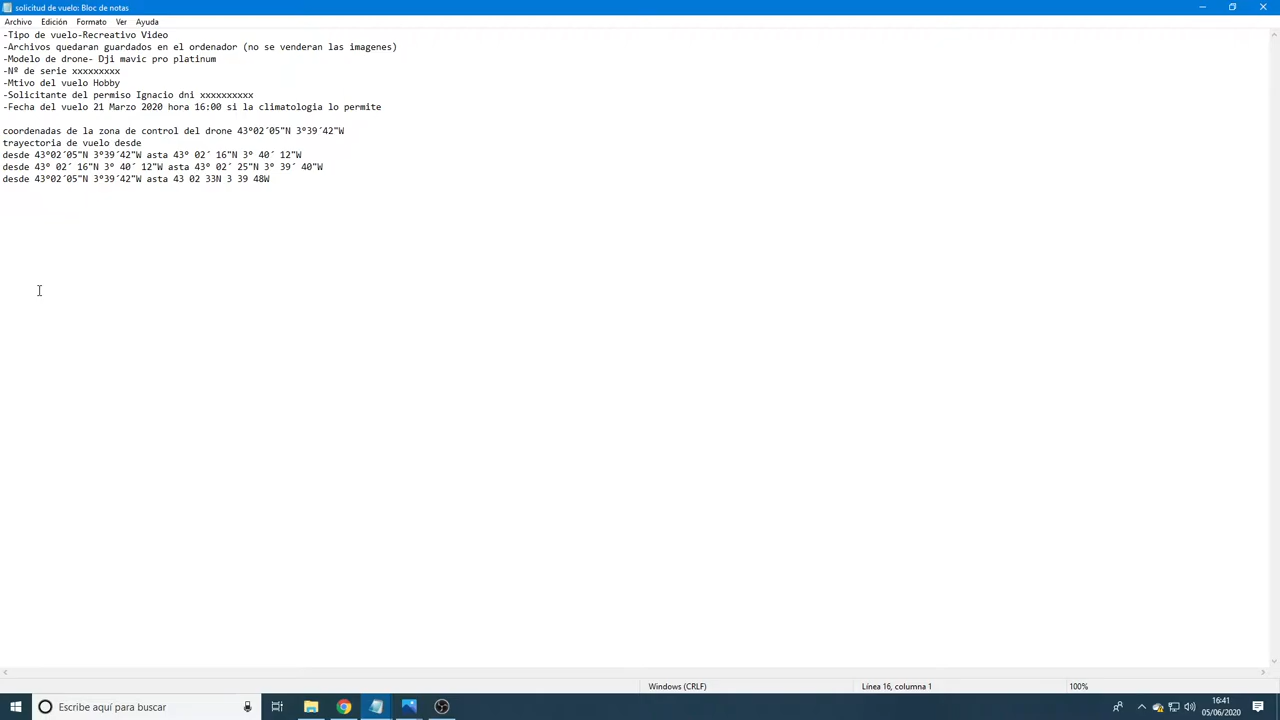 solicitud de vuelo: Bloc de notas
Archivo Edición Formato Ver Ayuda
-Tipo de vuelo-Recreativo Video
-Archivos quedaran guardados en el ordenador (no se venderan las imagenes)
-Modelo de drone- Dji mavic pro platinum
-Nº de serie xxxxxxxxx
-Mtivo del vuelo Hobby
-Solicitante del permiso Ignacio dni xxxxxxxxxx
-Fecha del vuelo 21 Marzo 2020 hora 16:00 si la climatologia lo permite
coordenadas de la zona de control del drone 43º02´05"N 3º39´42"W
trayectoria de vuelo desde
desde 43º02´05"N 3º39´42"W asta 43º 02´ 16"N 3º 40´ 12"W
desde 43º 02´ 16"N 3º 40´ 12"W asta 43º 02´ 25"N 3º 39´ 40"W
desde 43º02´05"N 3º39´42"W asta 43 02 33N 3 39 48W
Windows (CRLF) Línea 16, columna 1 100%
Escribe aquí para buscar
16:41
05/06/2020